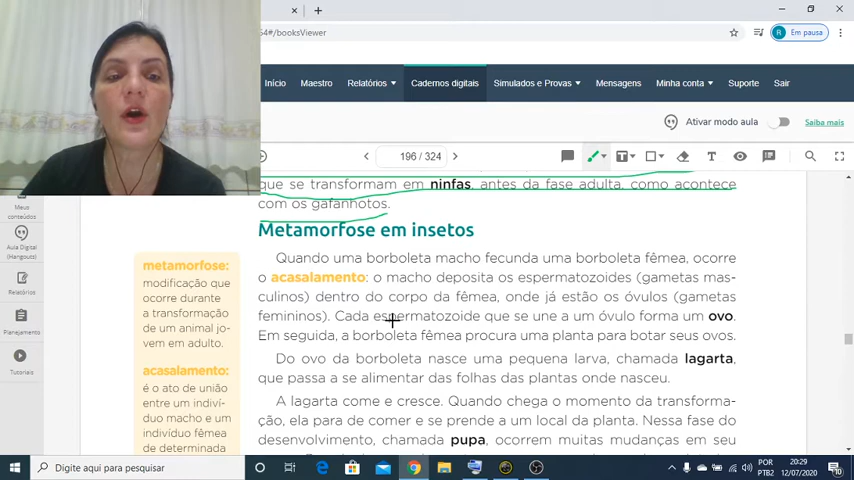 54#/booksViewer
Em pausa
Início Maestro Relatórios Cadernos digitais Simulados e Provas Mensagens Minha conta Suporte Sair
Ativar modo aula Saiba mais
196 / 324
que se transformam em ninfas, antes da fase adulta, como acontece
com os gafanhotos.
Metamorfose em insetos
Quando uma borboleta macho fecunda uma borboleta fêmea, ocorre
o acasalamento: o macho deposita os espermatozoides (gametas mas-
culinos) dentro do corpo da fêmea, onde já estão os óvulos (gametas
femininos). Cada espermatozoide que se une a um óvulo forma um ovo.
Em seguida, a borboleta fêmea procura uma planta para botar seus ovos.
Do ovo da borboleta nasce uma pequena larva, chamada lagarta,
que passa a se alimentar das folhas das plantas onde nasceu.
A lagarta come e cresce. Quando chega o momento da transforma-
ção, ela para de comer e se prende a um local da planta. Nessa fase do
desenvolvimento, chamada pupa, ocorrem muitas mudanças em seu
metamorfose:
modificação que
ocorre durante
a transformação
de um animal jo-
vem em adulto.
acasalamento:
é o ato de união
entre um indiví-
duo macho e um
indivíduo fêmea
de determinada
Meus
conteúdos
Aula Digital
(Hangouts)
Relatórios
Planejamento
Tutoriais
Digite aqui para pesquisar
POR
PTB2
20:29
12/07/2020